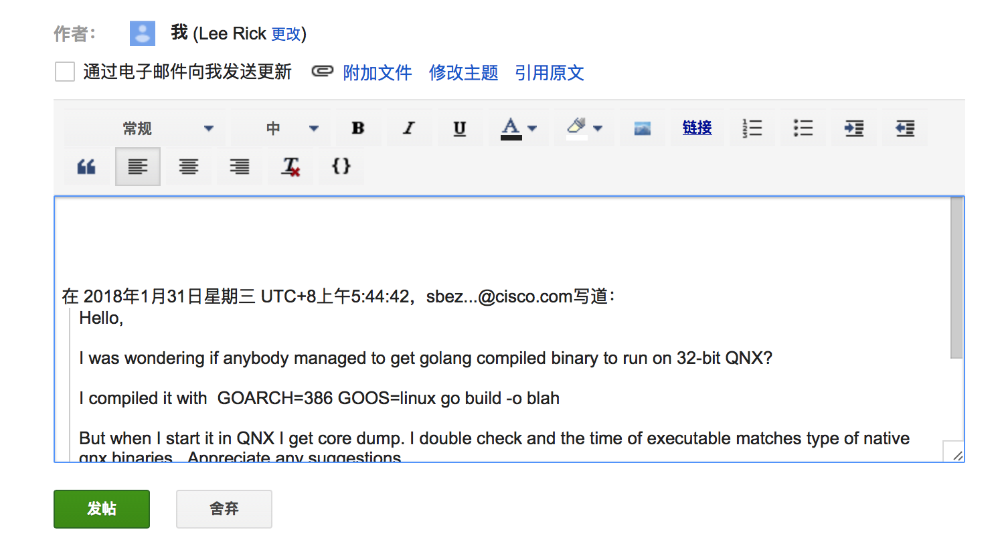 作者：
我 (Lee Rick 更改)
通过电子邮件向我发送更新 附加文件 修改主题 引用原文
常规 中 B I U A 链接
T {}
在 2018年1月31日星期三 UTC+8上午5:44:42，sbez...@cisco.com写道：
Hello,
I was wondering if anybody managed to get golang compiled binary to run on 32-bit QNX?
I compiled it with  GOARCH=386 GOOS=linux go build -o blah
But when I start it in QNX I get core dump. I double check and the time of executable matches type of native
qnx binaries.  Appreciate any suggestions
发帖 舍弃